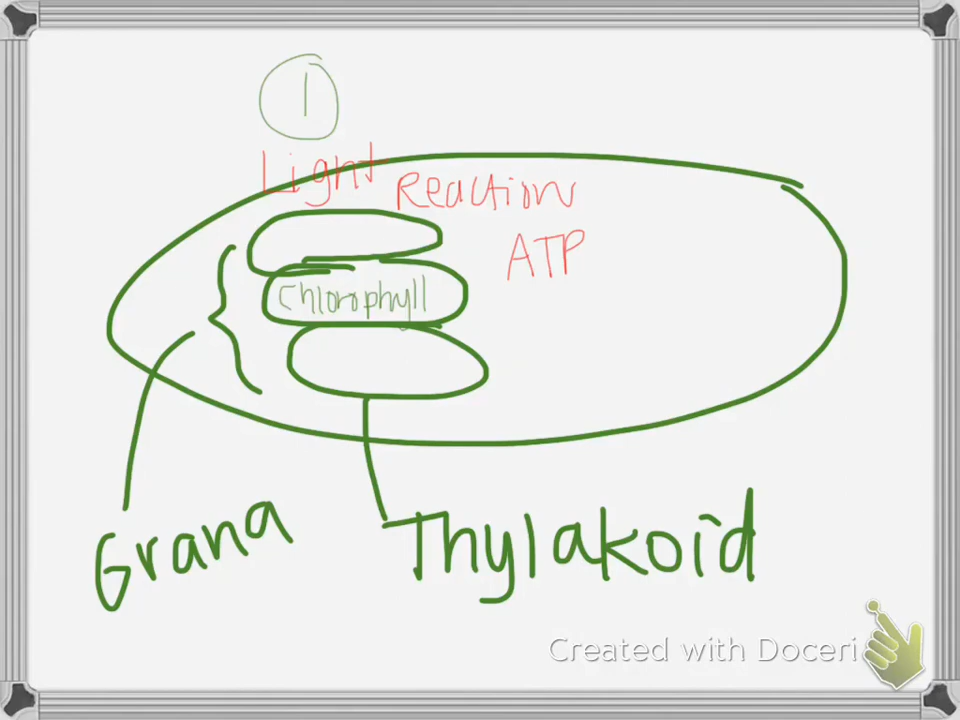 1
Light Reaction
ATP
Chlorophyll
Grana
Thylakoid
Created with Doceri